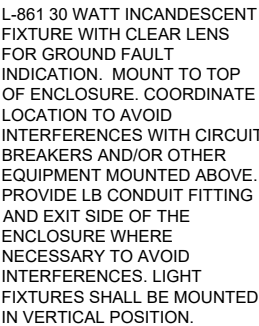 L-861 30 WATT INCANDESCENT
FIXTURE WITH CLEAR LENS
FOR GROUND FAULT
INDICATION.  MOUNT TO TOP
OF ENCLOSURE. COORDINATE
LOCATION TO AVOID
INTERFERENCES WITH CIRCUIT
BREAKERS AND/OR OTHER
EQUIPMENT MOUNTED ABOVE.
PROVIDE LB CONDUIT FITTING
AND EXIT SIDE OF THE
ENCLOSURE WHERE
NECESSARY TO AVOID
INTERFERENCES. LIGHT
FIXTURES SHALL BE MOUNTED
IN VERTICAL POSITION.